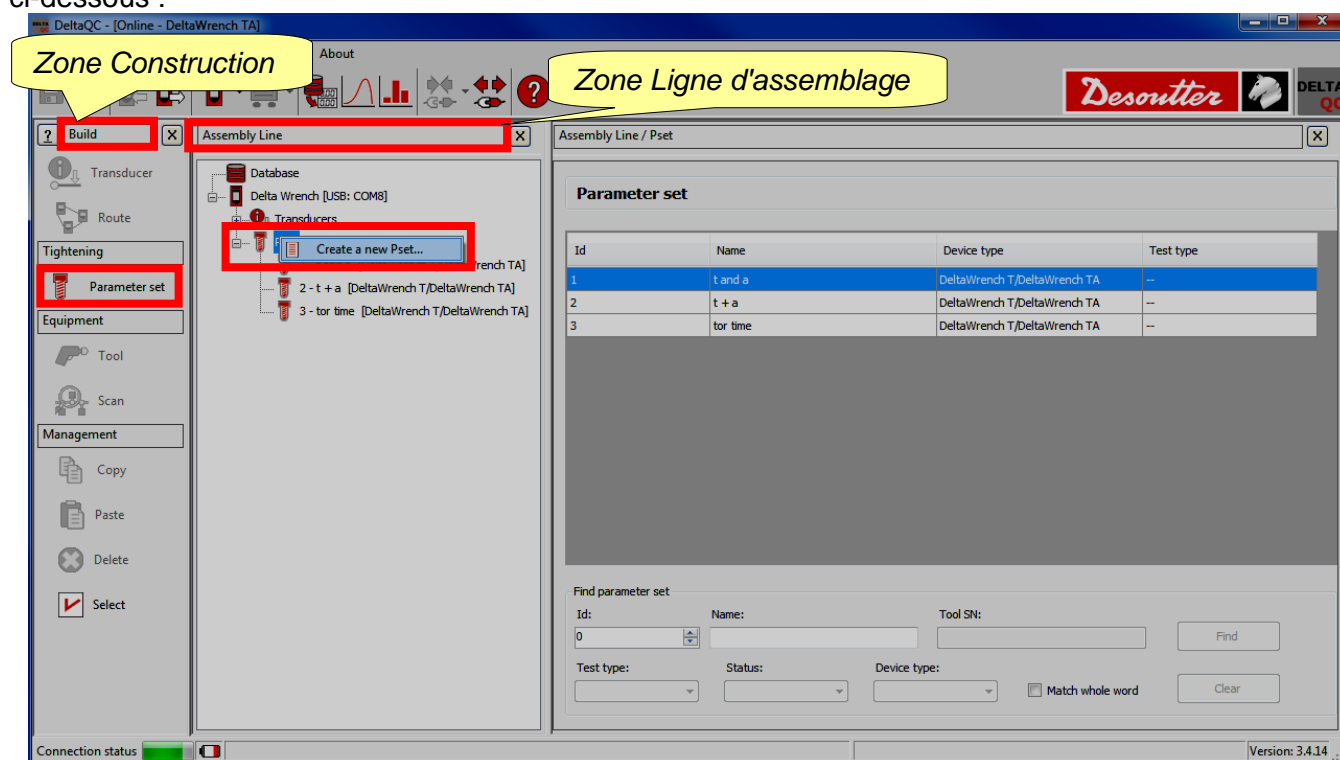 ci-dessous :
DeltaQC - [Online - DeltaWrench TA]
Zone Construction
About
Zone Ligne d'assemblage
Desoutter
DELTA
QC
? Build X
Assembly Line X
Assembly Line / Pset X
Transducer
Route
Tightening
Parameter set
Equipment
Tool
Scan
Management
Copy
Paste
Delete
Select
Database
Delta Wrench [USB: COM8]
Transducers
Create a new Pset...
rench TA]
2 - t + a [DeltaWrench T/DeltaWrench TA]
3 - tor time [DeltaWrench T/DeltaWrench TA]
Parameter set
Id Name Device type Test type
1 t and a DeltaWrench T/DeltaWrench TA --
2 t + a DeltaWrench T/DeltaWrench TA --
3 tor time DeltaWrench T/DeltaWrench TA --
Find parameter set
Id: Name: Tool SN:
0 Find
Test type: Status: Device type:
Match whole word Clear
Connection status
Version: 3.4.14